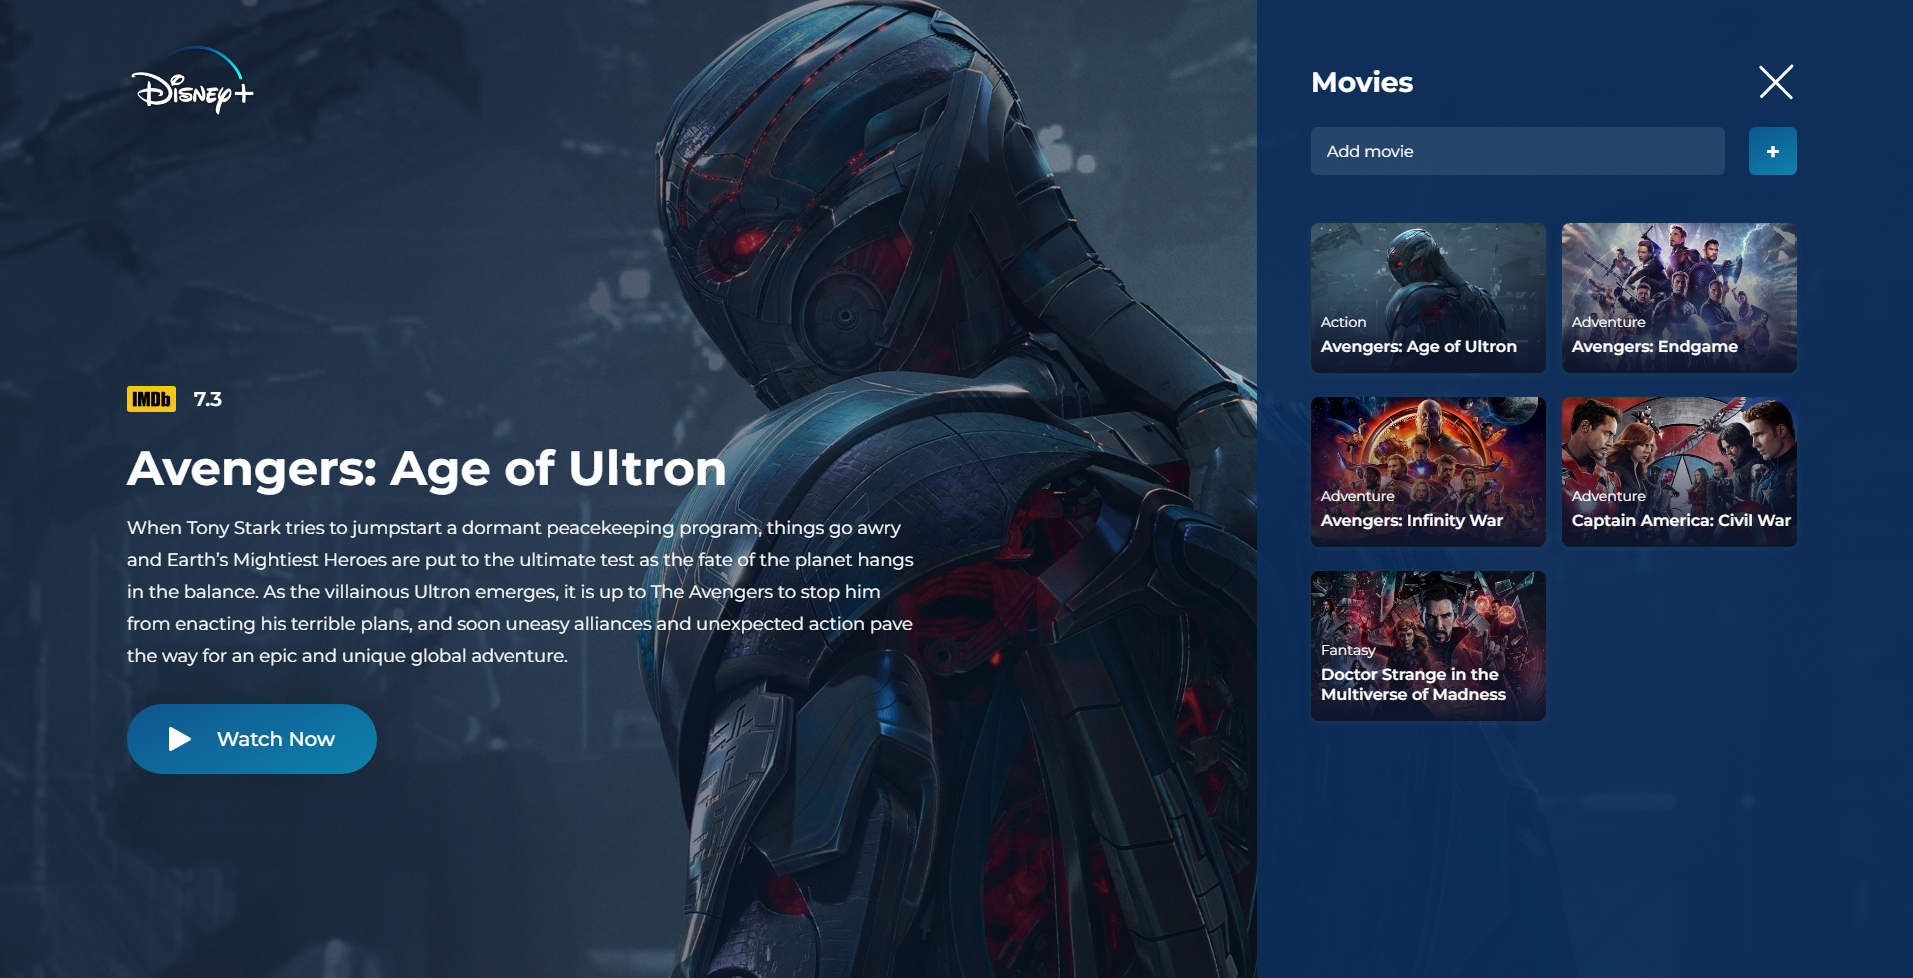 Disney+
IMDb 7.3
Avengers: Age of Ultron
When Tony Stark tries to jumpstart a dormant peacekeeping program, things go awry
and Earth’s Mightiest Heroes are put to the ultimate test as the fate of the planet hangs
in the balance. As the villainous Ultron emerges, it is up to The Avengers to stop him
from enacting his terrible plans, and soon uneasy alliances and unexpected action pave
the way for an epic and unique global adventure.
Watch Now
Movies
Add movie
+
Action
Avengers: Age of Ultron
Adventure
Avengers: Endgame
Adventure
Avengers: Infinity War
Adventure
Captain America: Civil War
Fantasy
Doctor Strange in the
Multiverse of Madness